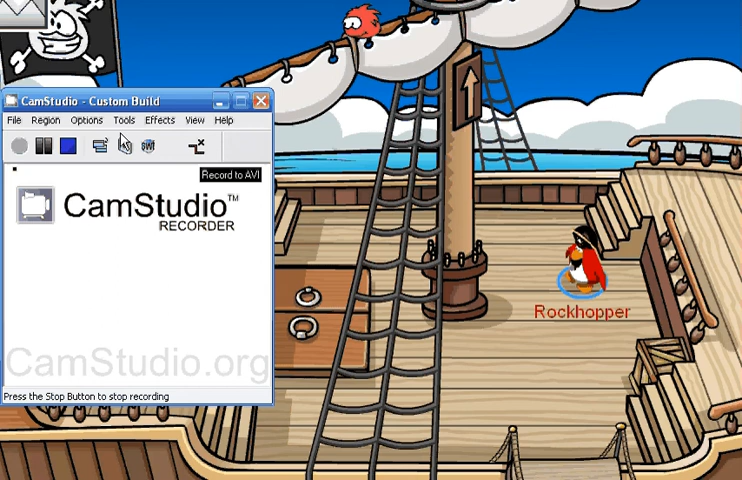 CamStudio - Custom Build
File Region Options Tools Effects View Help
SWF
Record to AVI
CamStudio™
RECORDER
CamStudio.org
Press the Stop Button to stop recording
Rockhopper